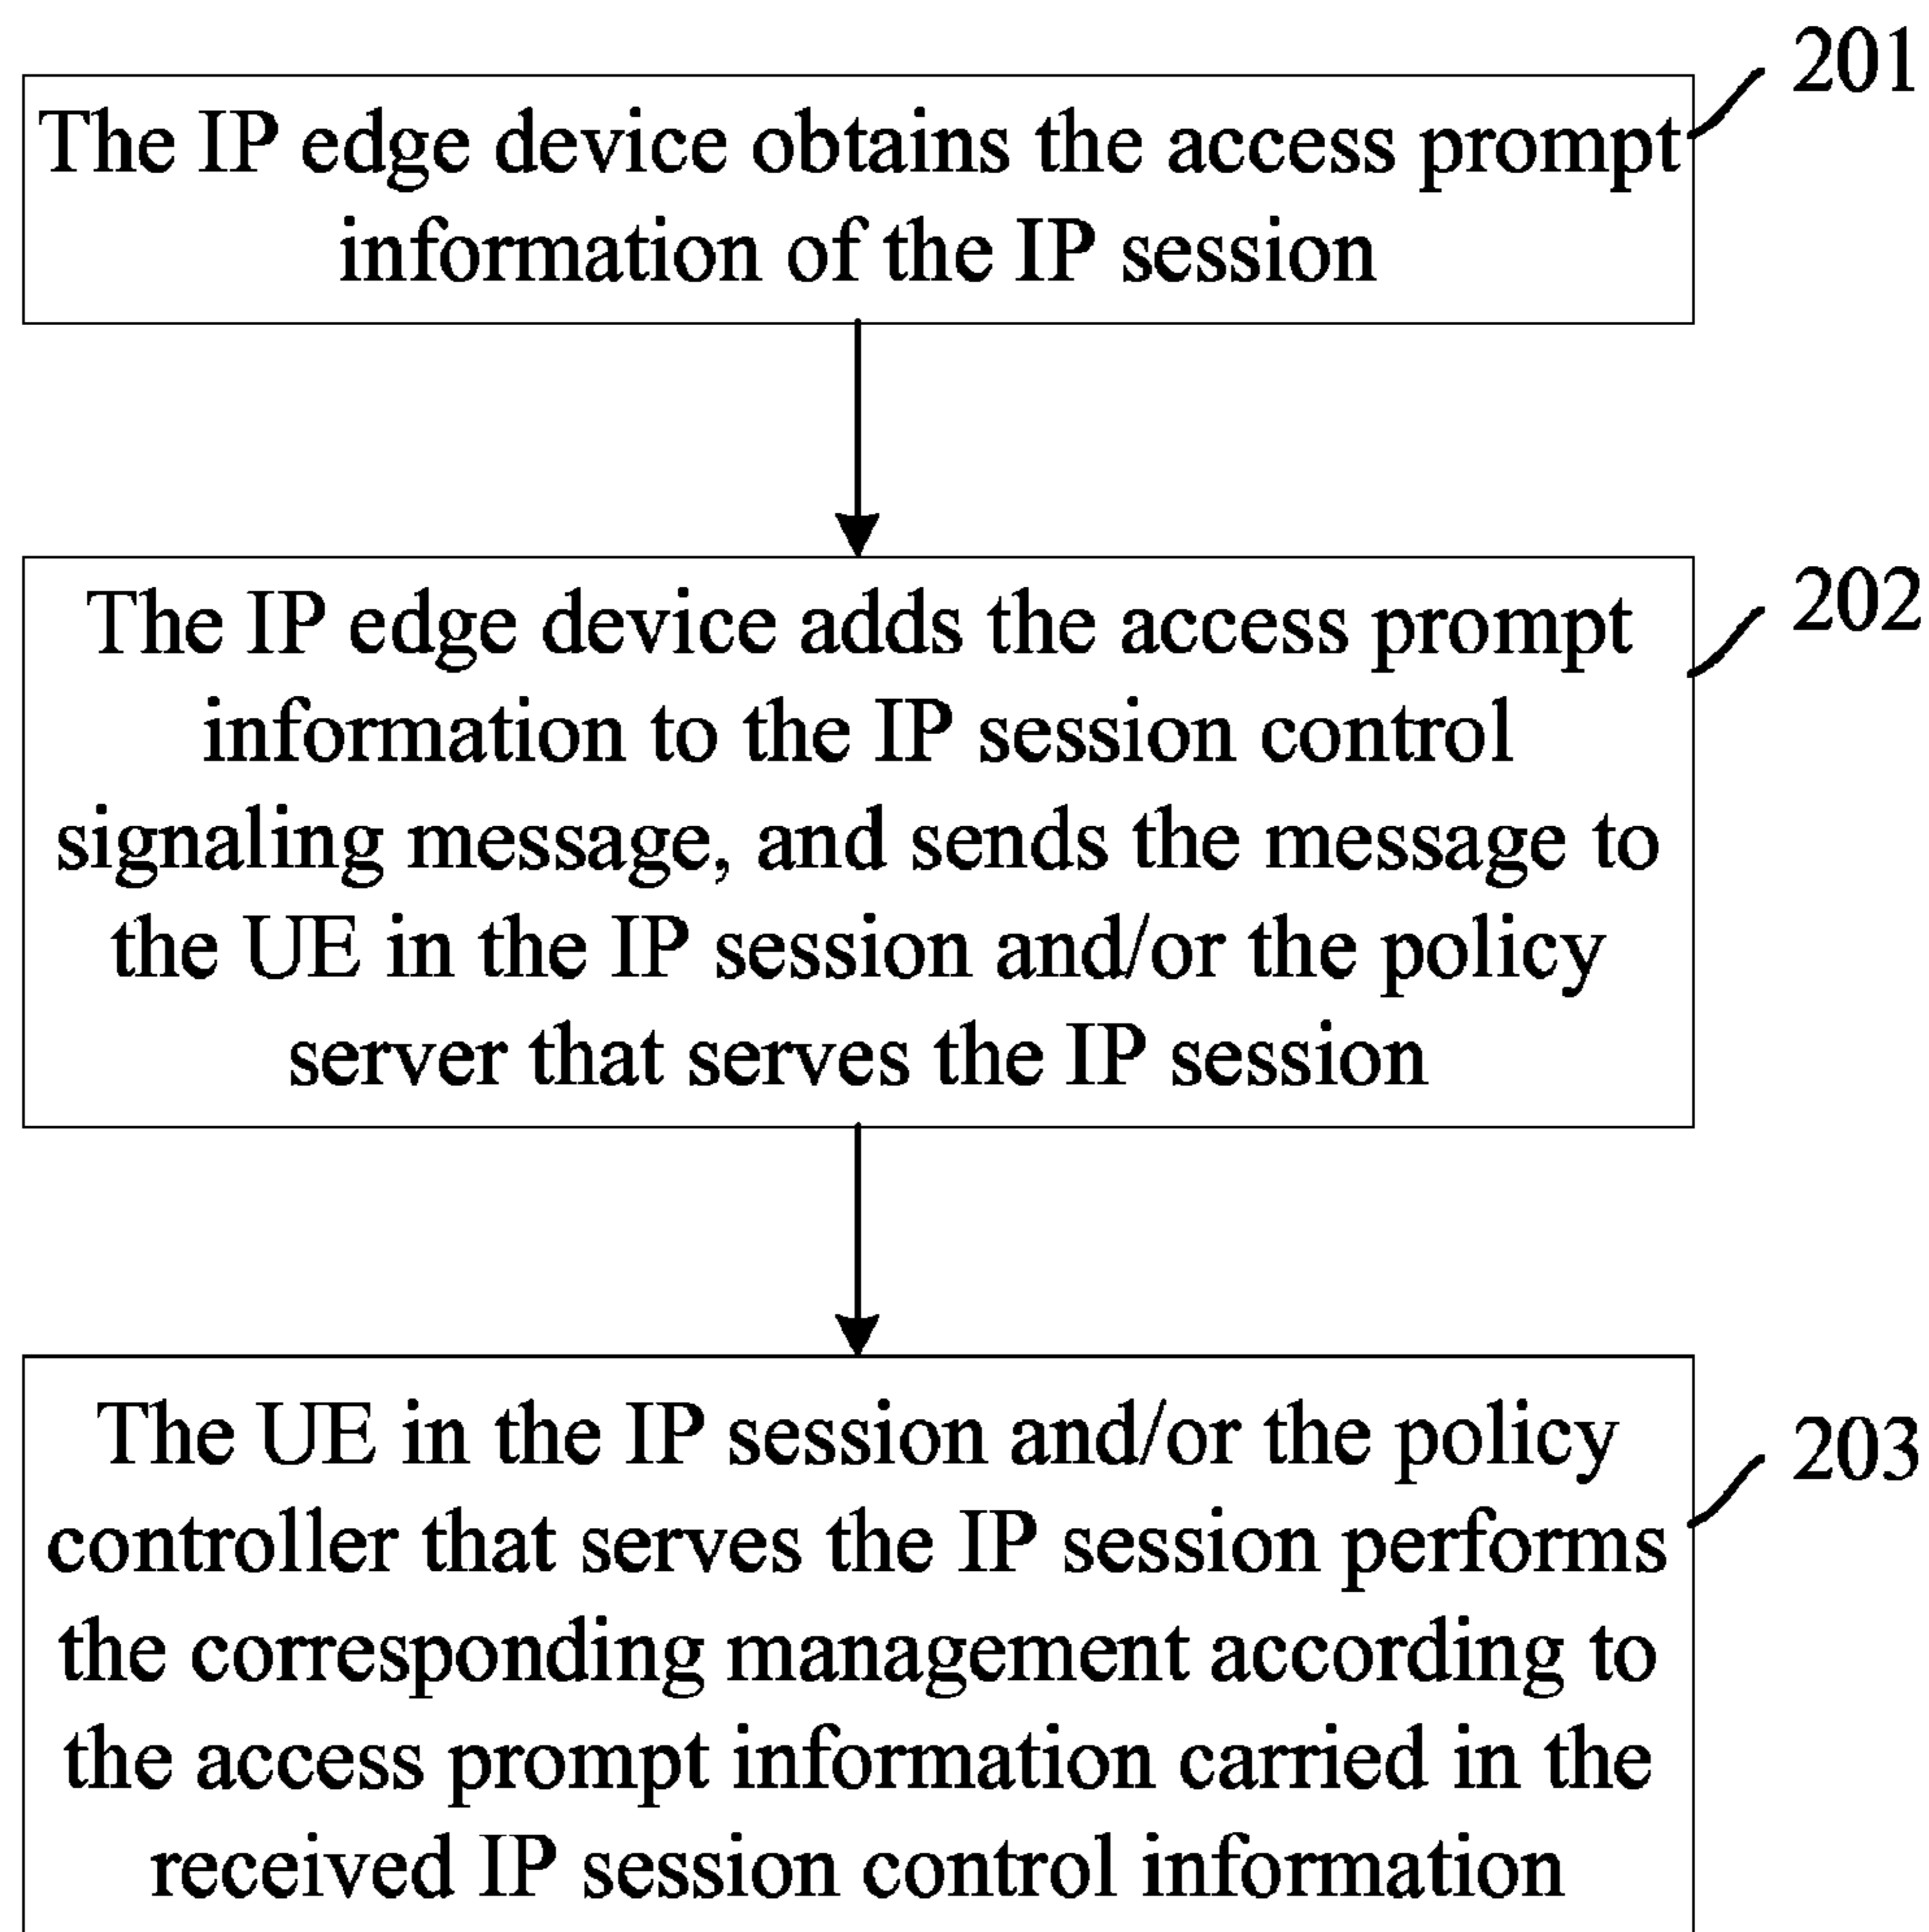 201
The IP edge device obtains the access prompt
information of the IP session
202
The IP edge device adds the access prompt
information to the IP session control
signaling message, and sends the message to
the UE in the IP session and/or the policy
server that serves the IP session
203
The UE in the IP session and/or the policy
controller that serves the IP session performs
the corresponding management according to
the access prompt information carried in the
received IP session control information